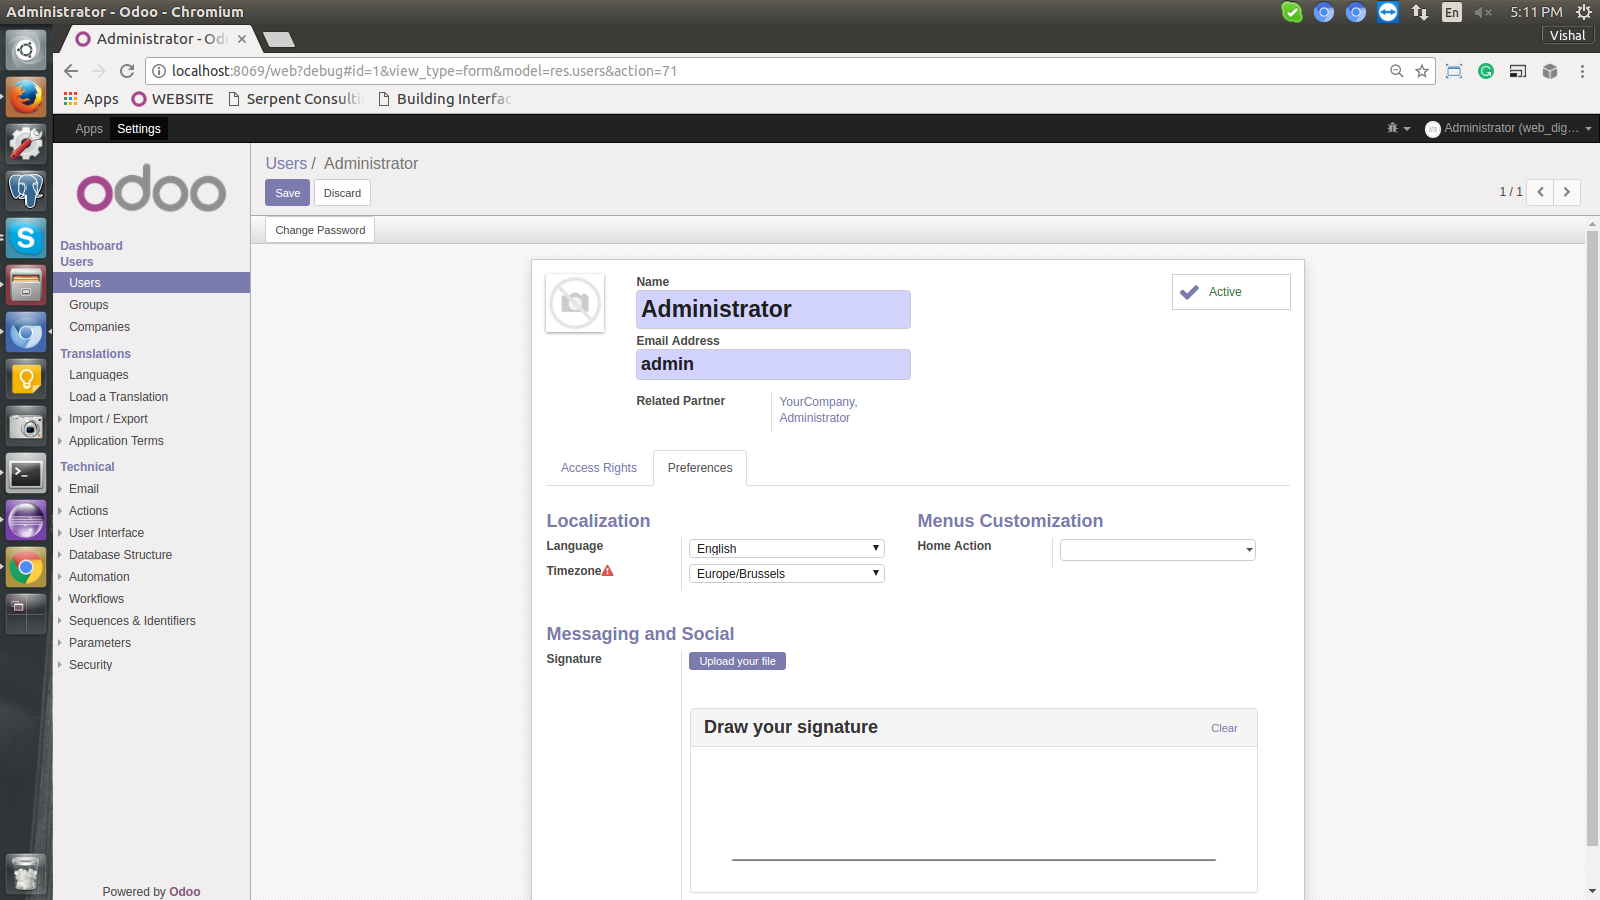 Administrator - Odoo - Chromium
En
5:11 PM
Administrator - Od
Vishal
localhost:8069/web?debug#id=1&view_type=form&model=res.users&action=71
Apps
WEBSITE
Serpent Consulti
Building Interfac
Apps
Settings
Administrator (web_dig...
odoo
Users / Administrator
Save
Discard
1 / 1
Change Password
Dashboard
Users
Users
Groups
Companies
Translations
Languages
Load a Translation
Import / Export
Application Terms
Technical
Email
Actions
User Interface
Database Structure
Automation
Workflows
Sequences & Identifiers
Parameters
Security
Powered by Odoo
Name
Administrator
Active
Email Address
admin
Related Partner
YourCompany,
Administrator
Access Rights
Preferences
Localization
Language
English
Timezone
Europe/Brussels
Menus Customization
Home Action
Messaging and Social
Signature
Upload your file
Draw your signature
Clear